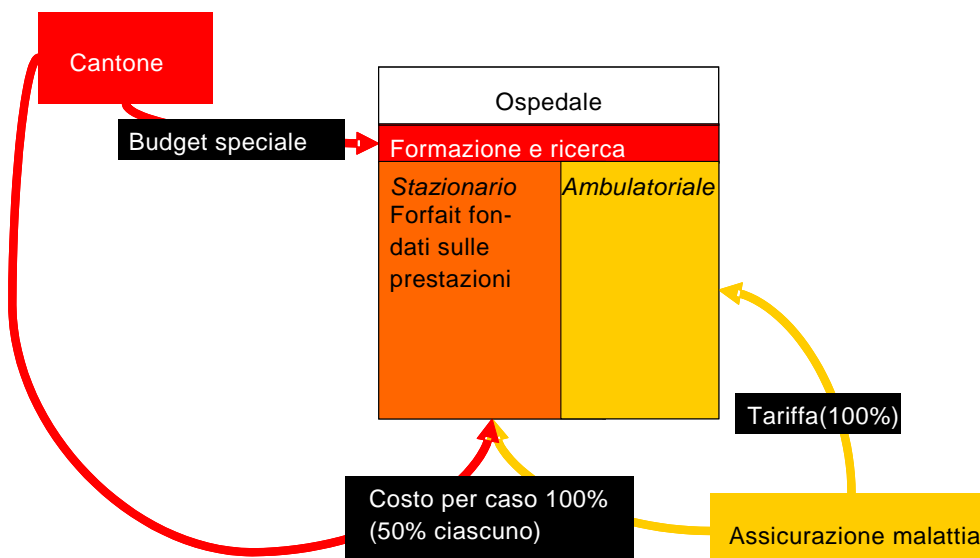 Cantone
Ospedale
Budget speciale
Formazione e ricerca
Stazionario
Forfait fon-
dati sulle
prestazioni
Ambulatoriale
Tariffa(100%)
Costo per caso 100%
(50% ciascuno)
Assicurazione malattia